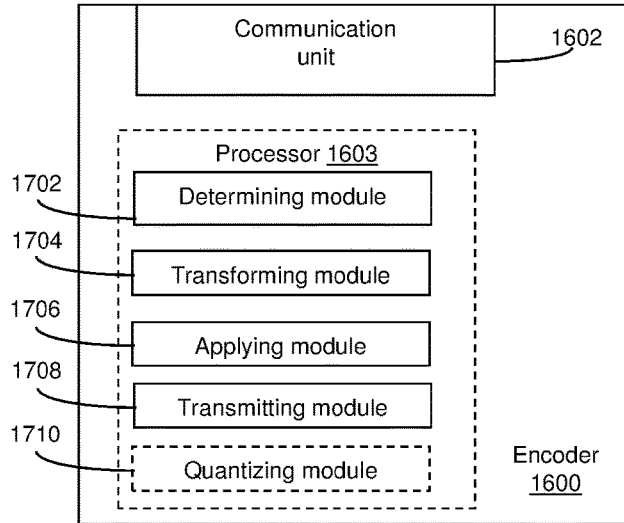 Communication
unit
1602
Processor 1603
1702
Determining module
1704
Transforming module
1706
Applying module
1708
Transmitting module
1710
Quantizing module
Encoder
1600